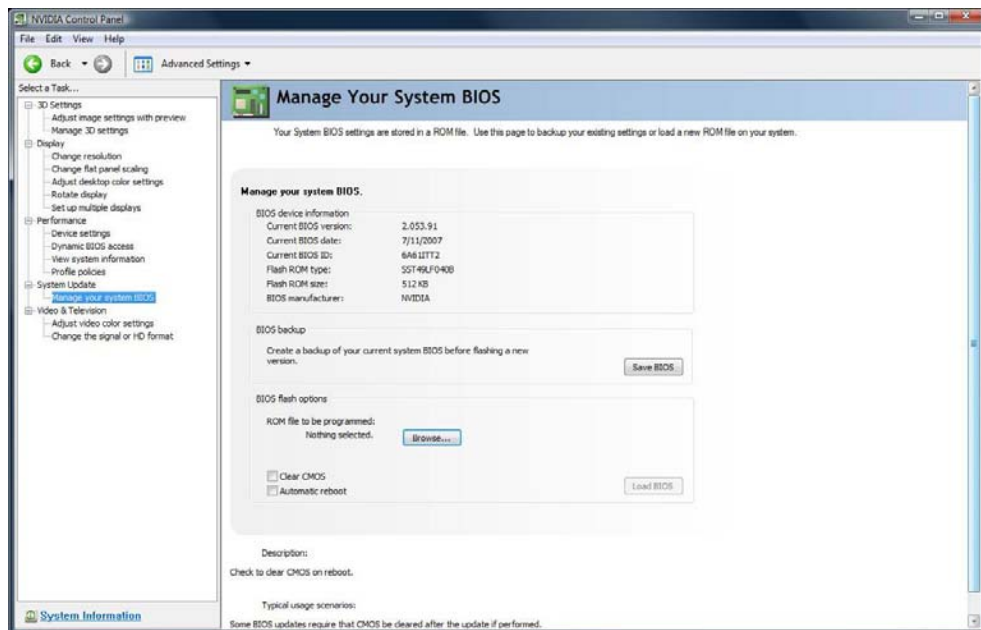 NVIDIA Control Panel
File Edit View Help
Back Advanced Settings
Select a Task...
3D Settings
Adjust image settings with preview
Manage 3D settings
Display
Change resolution
Change flat panel scaling
Adjust desktop color settings
Rotate display
Set up multiple displays
Performance
Device settings
Dynamic BIOS access
View system information
Profile policies
System Update
Manage your system BIOS
Video & Television
Adjust video color settings
Change the signal or HD format
System Information
Manage Your System BIOS
Your System BIOS settings are stored in a ROM file. Use this page to backup your existing settings or load a new ROM file on your system.
Manage your system BIOS.
BIOS device information
Current BIOS version: 2.053.91
Current BIOS date: 7/11/2007
Current BIOS ID: 6A61ITT2
Flash ROM type: SST49LF040B
Flash ROM size: 512 KB
BIOS manufacturer: NVIDIA
BIOS backup
Create a backup of your current system BIOS before flashing a new
version.
Save BIOS
BIOS flash options
ROM file to be programmed:
Nothing selected.
Browse...
Clear CMOS
Automatic reboot
Load BIOS
Description:
Check to clear CMOS on reboot.
Typical usage scenarios:
Some BIOS updates require that CMOS be cleared after the update if performed.